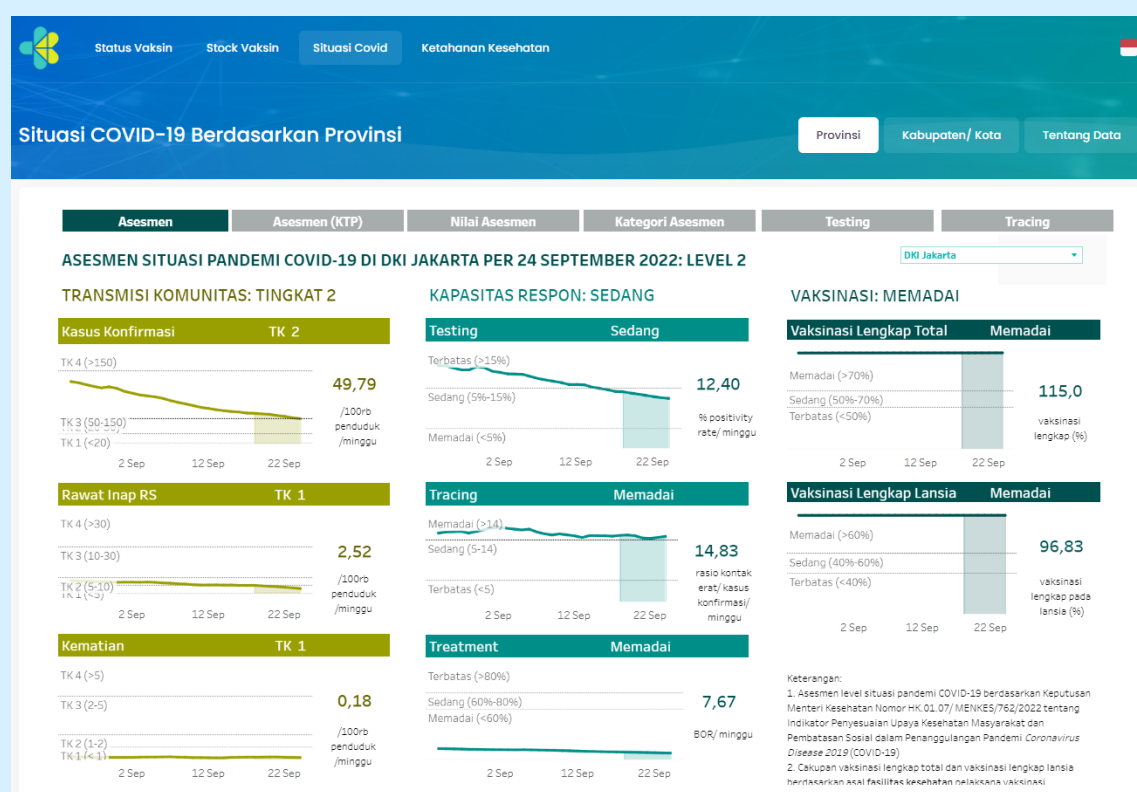 Status Vaksin
Stock Vaksin
Situasi Covid
Ketahanan Kesehatan
Situasi COVID-19 Berdasarkan Provinsi
Provinsi
Kabupaten/ Kota
Tentang Data
Asesmen
Asesmen (KTP)
Nilai Asesmen
Kategori Asesmen
Testing
Tracing
ASESMEN SITUASI PANDEMI COVID-19 DI DKI JAKARTA PER 24 SEPTEMBER 2022: LEVEL 2
DKI Jakarta
TRANSMISI KOMUNITAS: TINGKAT 2
Kasus Konfirmasi TK 2
TK 4 (>150)
TK 3 (50-150)
TK 1 (<20)
49,79
/100rb
penduduk
/minggu
2 Sep 12 Sep 22 Sep
Rawat Inap RS TK 1
TK 4 (>30)
TK 3 (10-30)
TK 2 (5-10)
TK 1 (<5)
2,52
/100rb
penduduk
/minggu
2 Sep 12 Sep 22 Sep
Kematian TK 1
TK 4 (>5)
TK 3 (2-5)
TK 2 (1-2)
TK 1 (<1)
0,18
/100rb
penduduk
/minggu
2 Sep 12 Sep 22 Sep
KAPASITAS RESPON: SEDANG
Testing Sedang
Terbatas (>15%)
Sedang (5%-15%)
Memadai (<5%)
12,40
% positivity
rate/ minggu
2 Sep 12 Sep 22 Sep
Tracing Memadai
Memadai (>14)
Sedang (5-14)
Terbatas (<5)
14,83
rasio kontak
erat/ kasus
konfirmasi/
minggu
2 Sep 12 Sep 22 Sep
Treatment Memadai
Terbatas (>80%)
Sedang (60%-80%)
Memadai (<60%)
7,67
BOR/ minggu
2 Sep 12 Sep 22 Sep
VAKSINASI: MEMADAI
Vaksinasi Lengkap Total Memadai
Memadai (>70%)
Sedang (50%-70%)
Terbatas (<50%)
115,0
vaksinasi
lengkap (%)
2 Sep 12 Sep 22 Sep
Vaksinasi Lengkap Lansia Memadai
Memadai (>60%)
Sedang (40%-60%)
Terbatas (<40%)
96,83
vaksinasi
lengkap pada
lansia (%)
2 Sep 12 Sep 22 Sep
Keterangan:
1. Asesmen level situasi pandemi COVID-19 berdasarkan Keputusan
Menteri Kesehatan Nomor HK.01.07/ MENKES/762/2022 tentang
Indikator Penyesuaian Upaya Kesehatan Masyarakat dan
Pembatasan Sosial dalam Penanggulangan Pandemi Coronavirus
Disease 2019 (COVID-19)
2. Cakupan vaksinasi lengkap total dan vaksinasi lengkap lansia
berdasarkan asal fasilitas kesehatan pelaksana vaksinasi